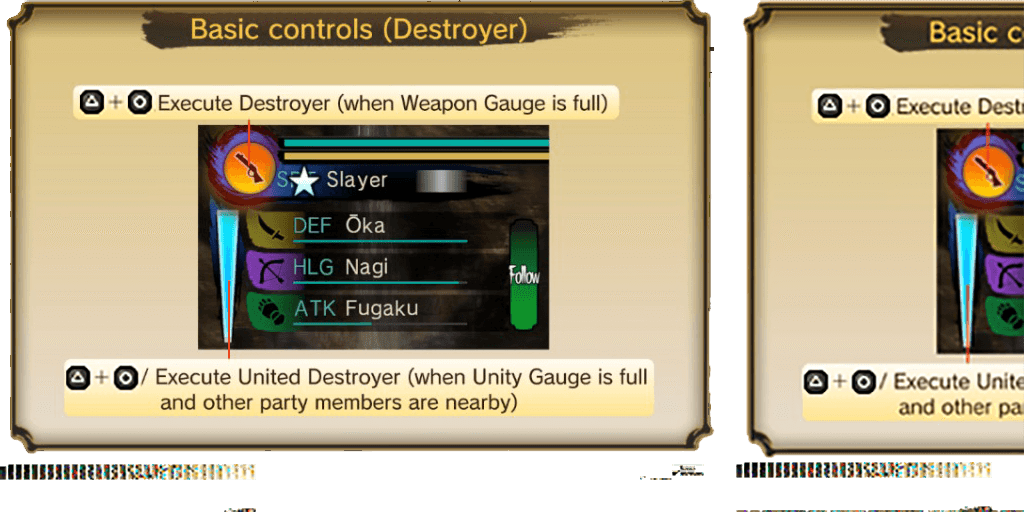 Basic controls (Destroyer)
+ Execute Destroyer (when Weapon Gauge is full)
Slayer
DEF Ōka
HLG Nagi
Follow
ATK Fugaku
+ / Execute United Destroyer (when Unity Gauge is full
and other party members are nearby)
Basic c
+ Execute Destr
+ / Execute Unite
and other pa